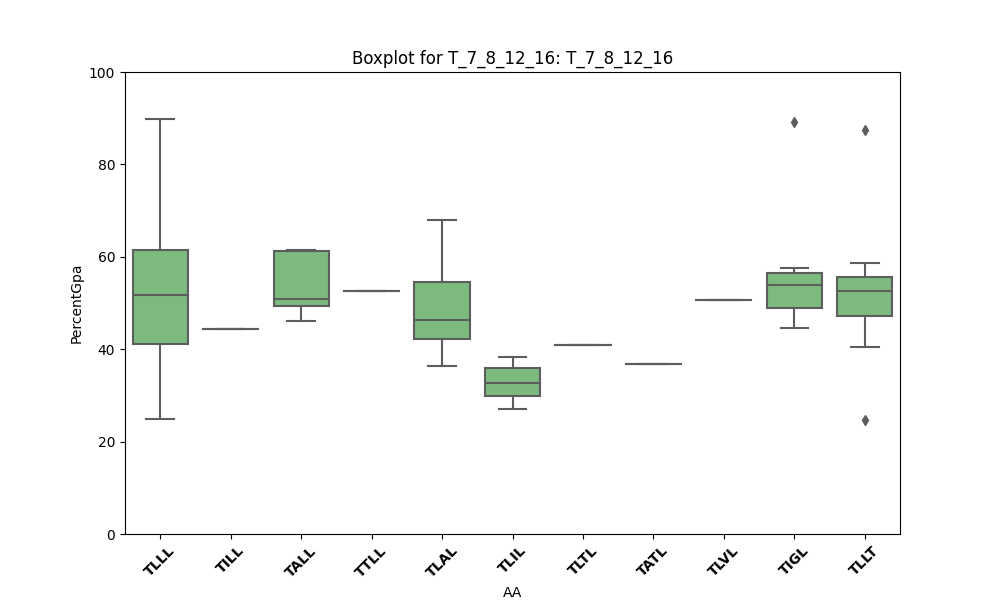 Boxplot for T_7_8_12_16: T_7_8_12_16
100
80
60
40
20
0
PercentGpa
TLLL
TILL
TALL
TTLL
TLAL
TLIL
TLTL
TATL
TLVL
TIGL
TLLT
AA